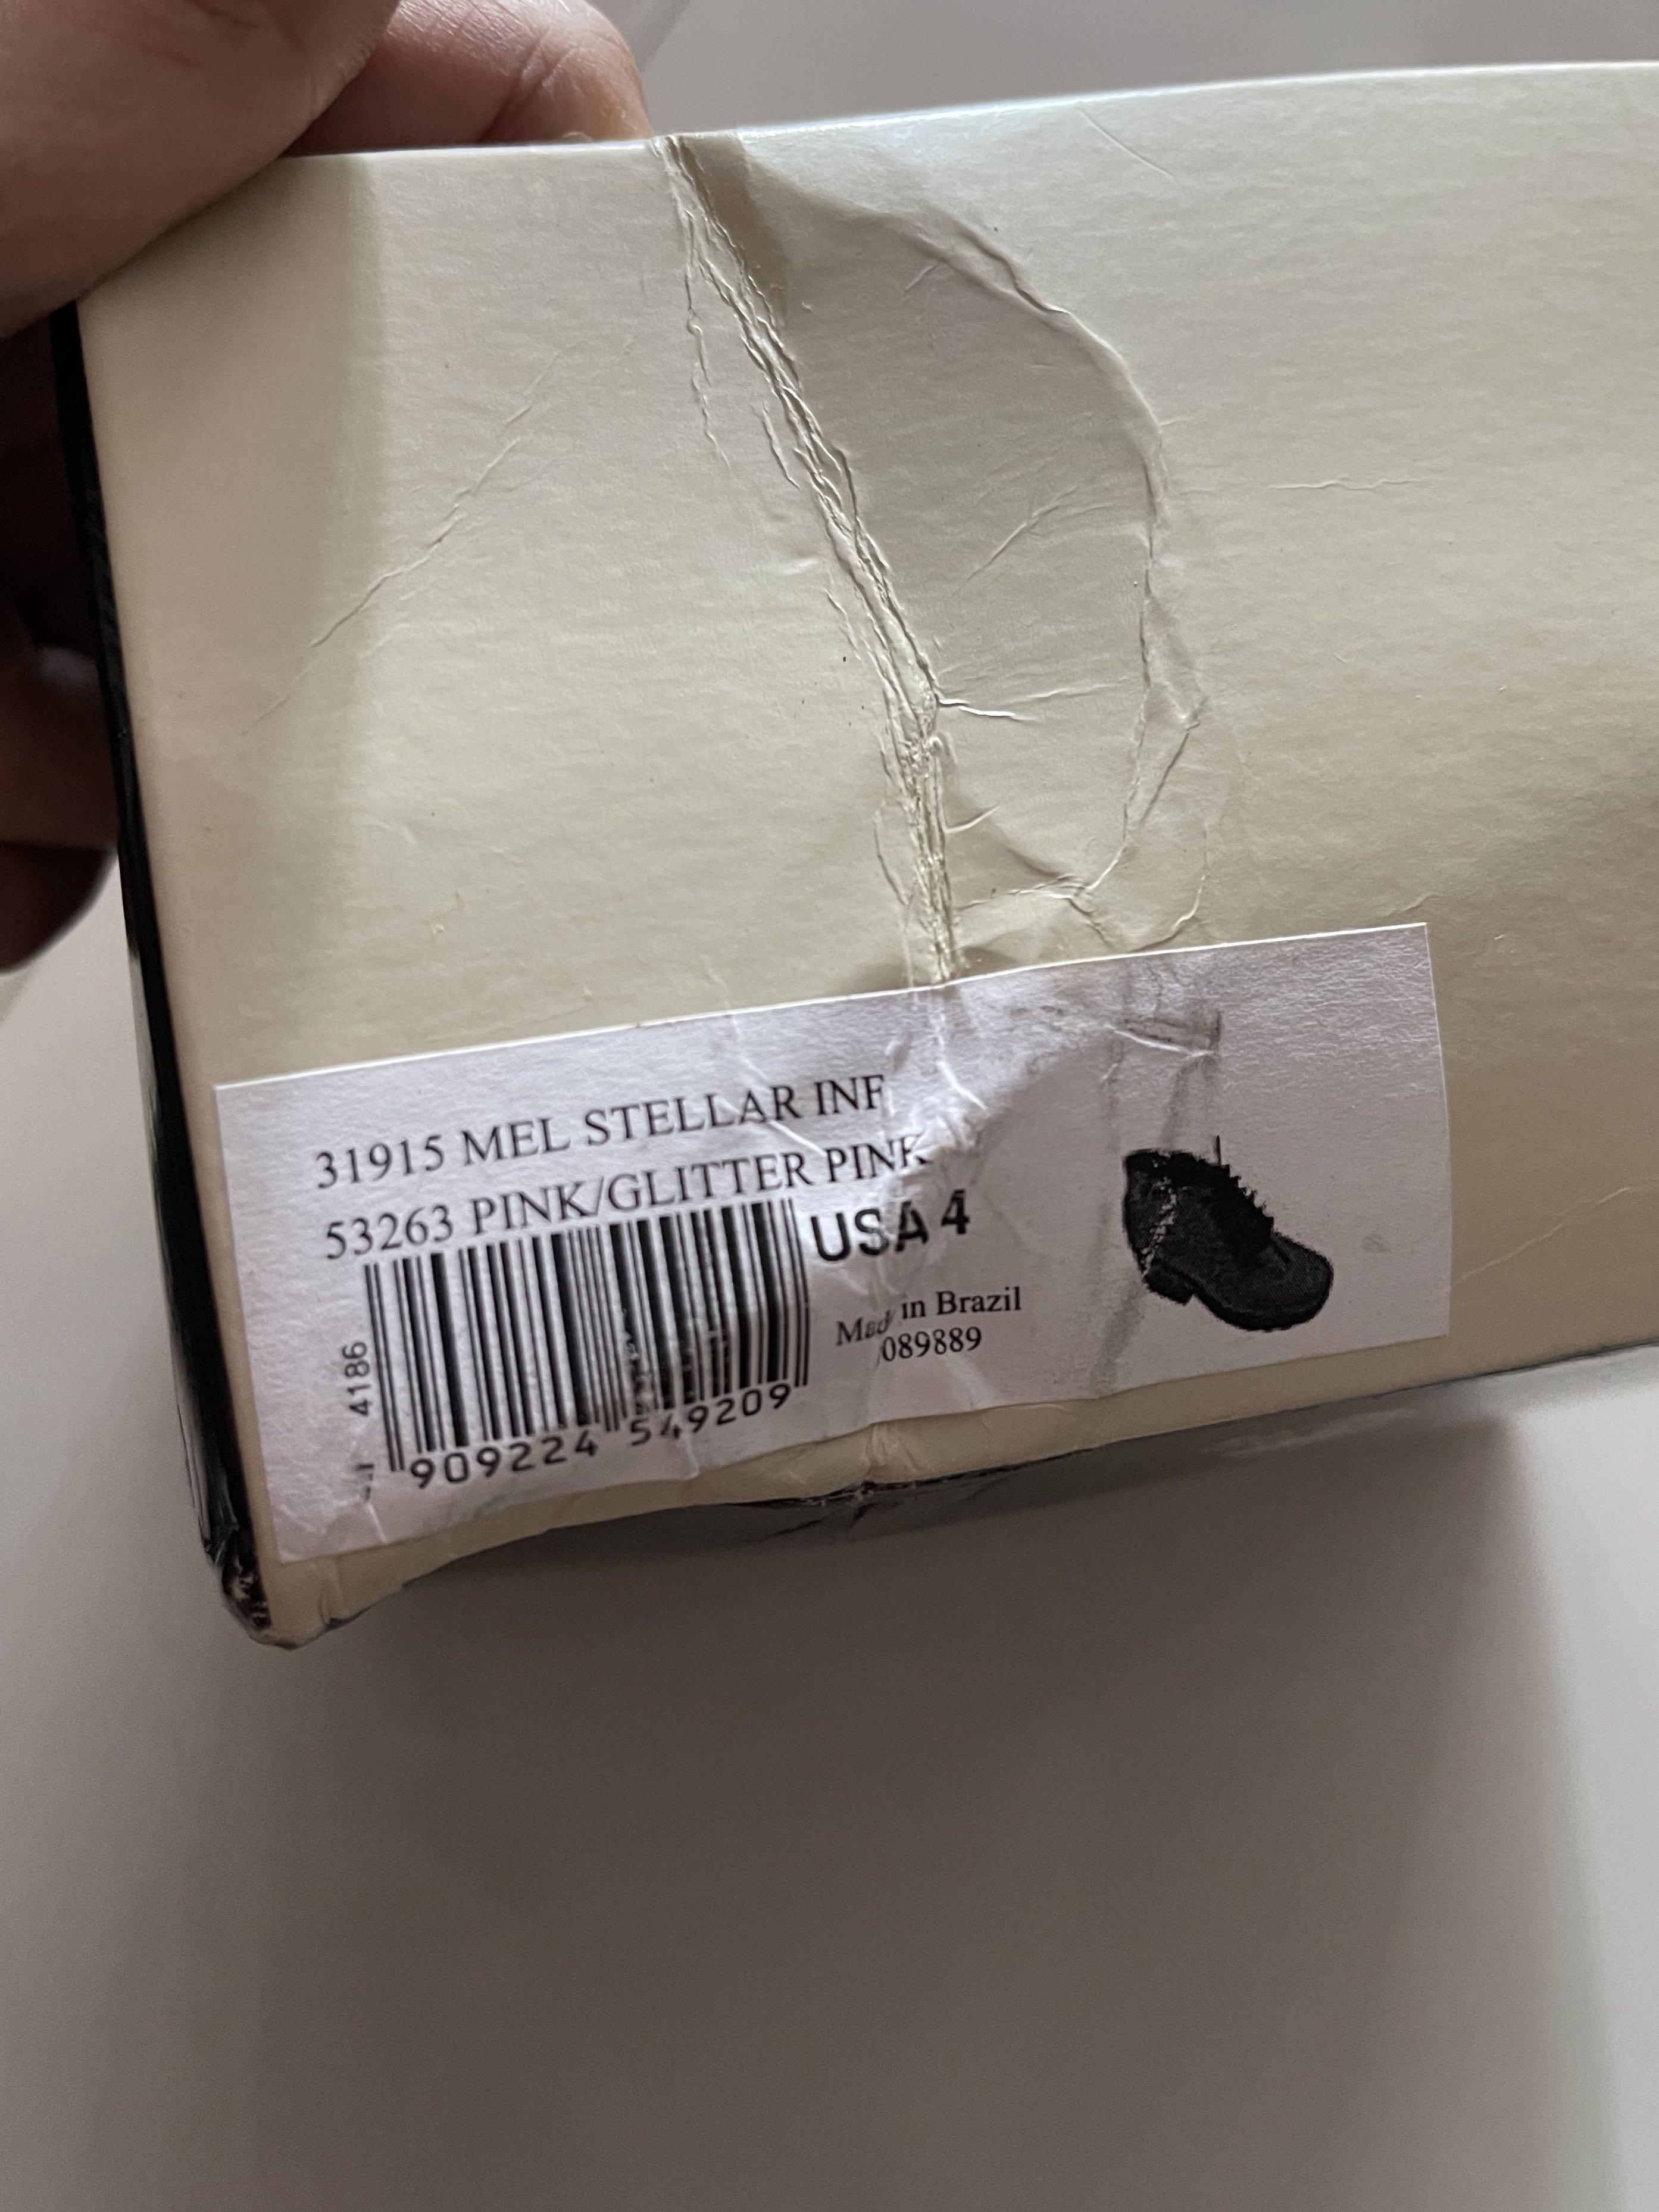 31915 MEL STELLAR INF
53263 PINK/GLITTER PINK
USA 4
Made in Brazil
089889
4186
909224 549209